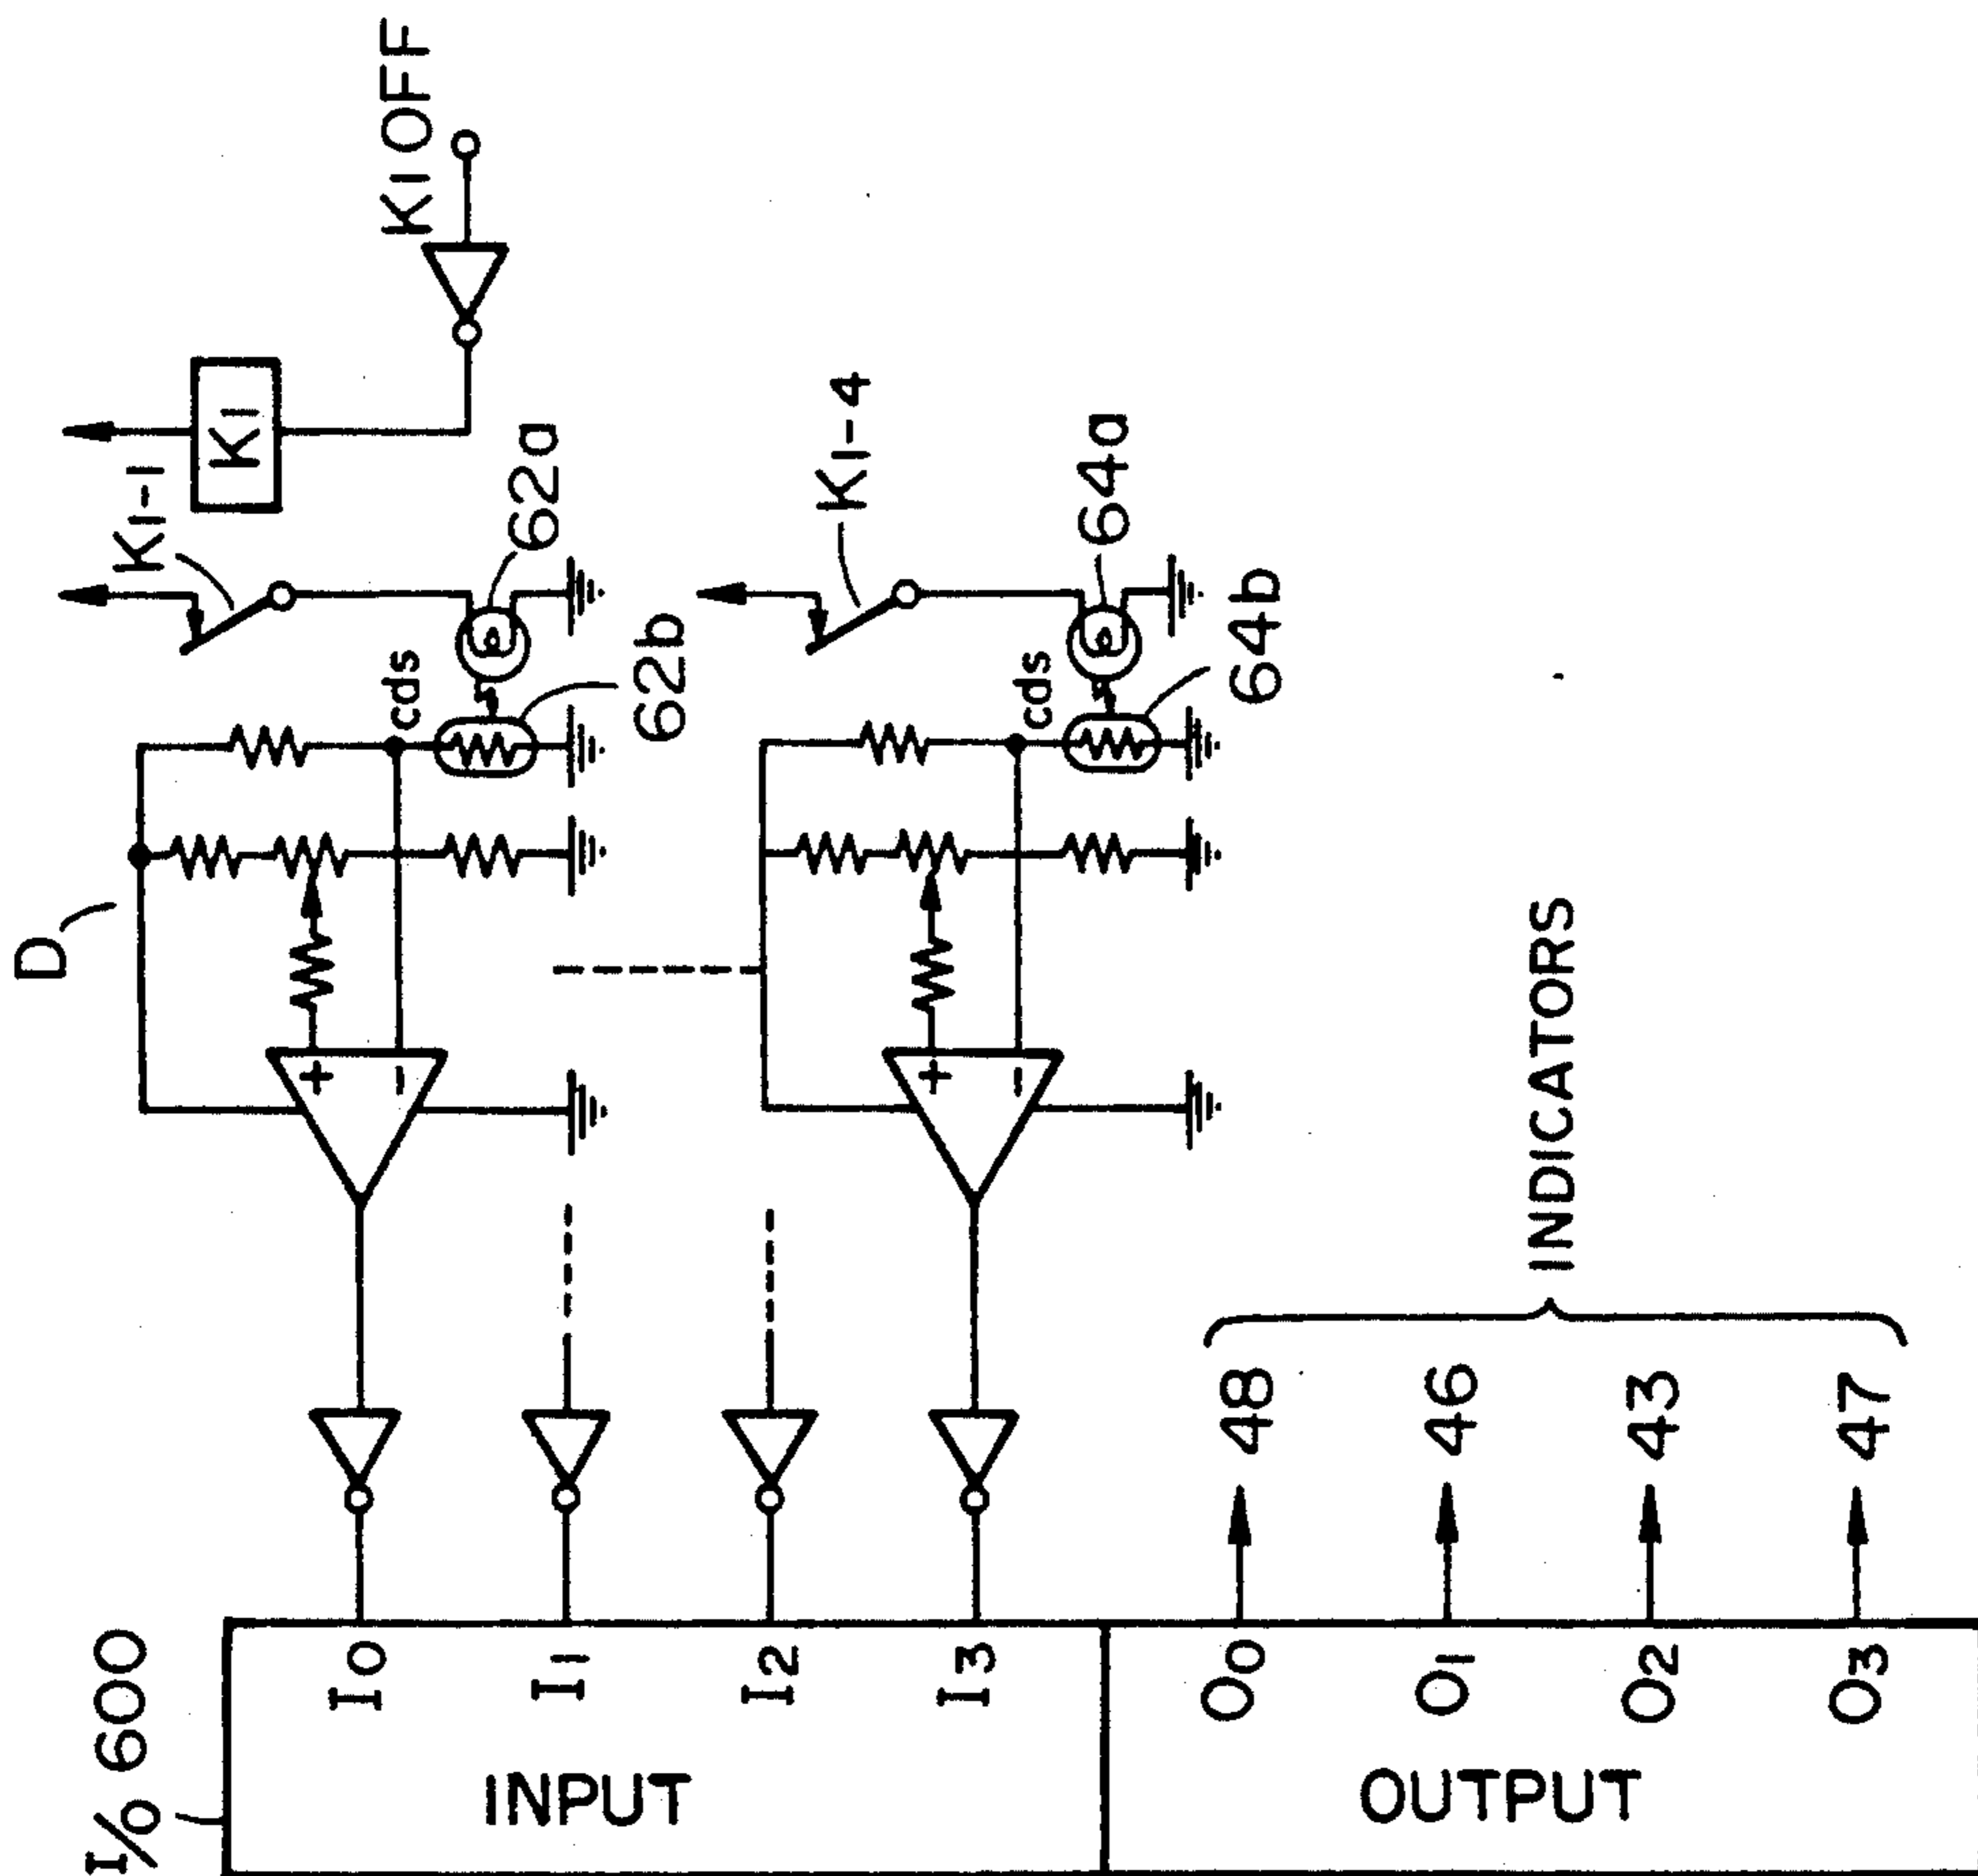 I/O 600
INPUT
I0
I1
I2
I3
OUTPUT
O0
O1
O2
O3
48
46
43
47
INDICATORS
D
+
−
+
−
cds
62b
62a
K1-1
K1
K1 OFF
cds
64b
64a
K1-4